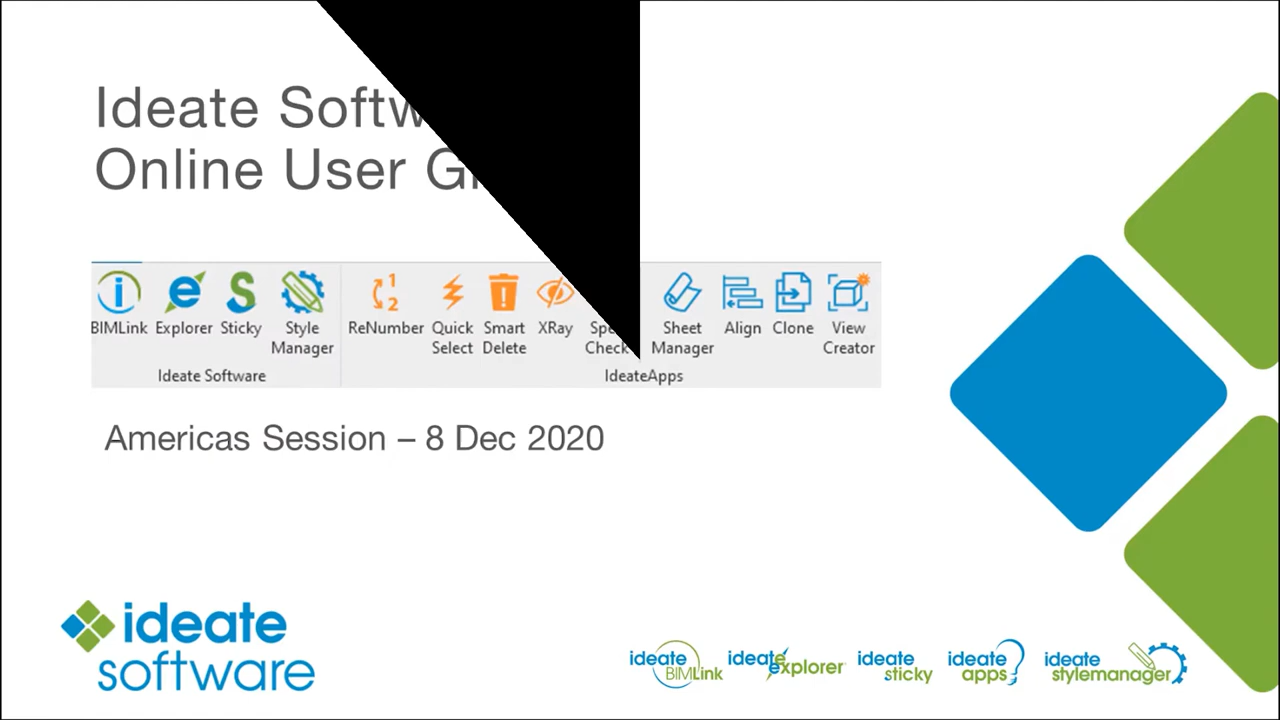 Ideate Softw
Online User G
BIMLink Explorer Sticky Style Manager ReNumber Quick Select Smart Delete XRay Check Sheet Manager Align Clone View Creator
Ideate Software IdeateApps
Americas Session – 8 Dec 2020
ideate software
ideate BIMLink ideate explorer ideate sticky ideate apps ideate stylemanager